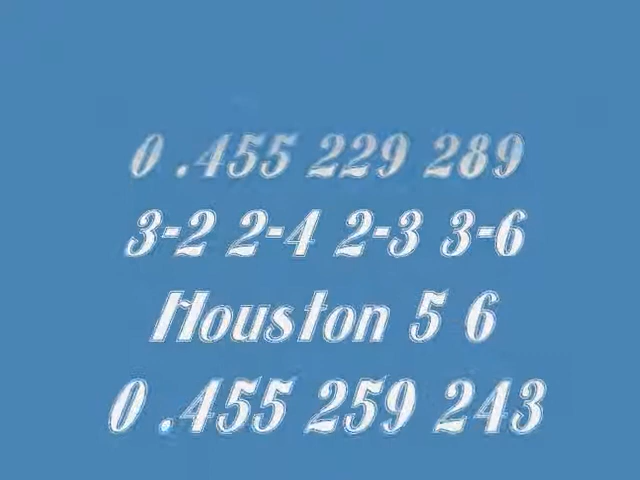 0 .455 229 289
3-2 2-4 2-3 3-6
Houston 5 6
0 .455 259 243